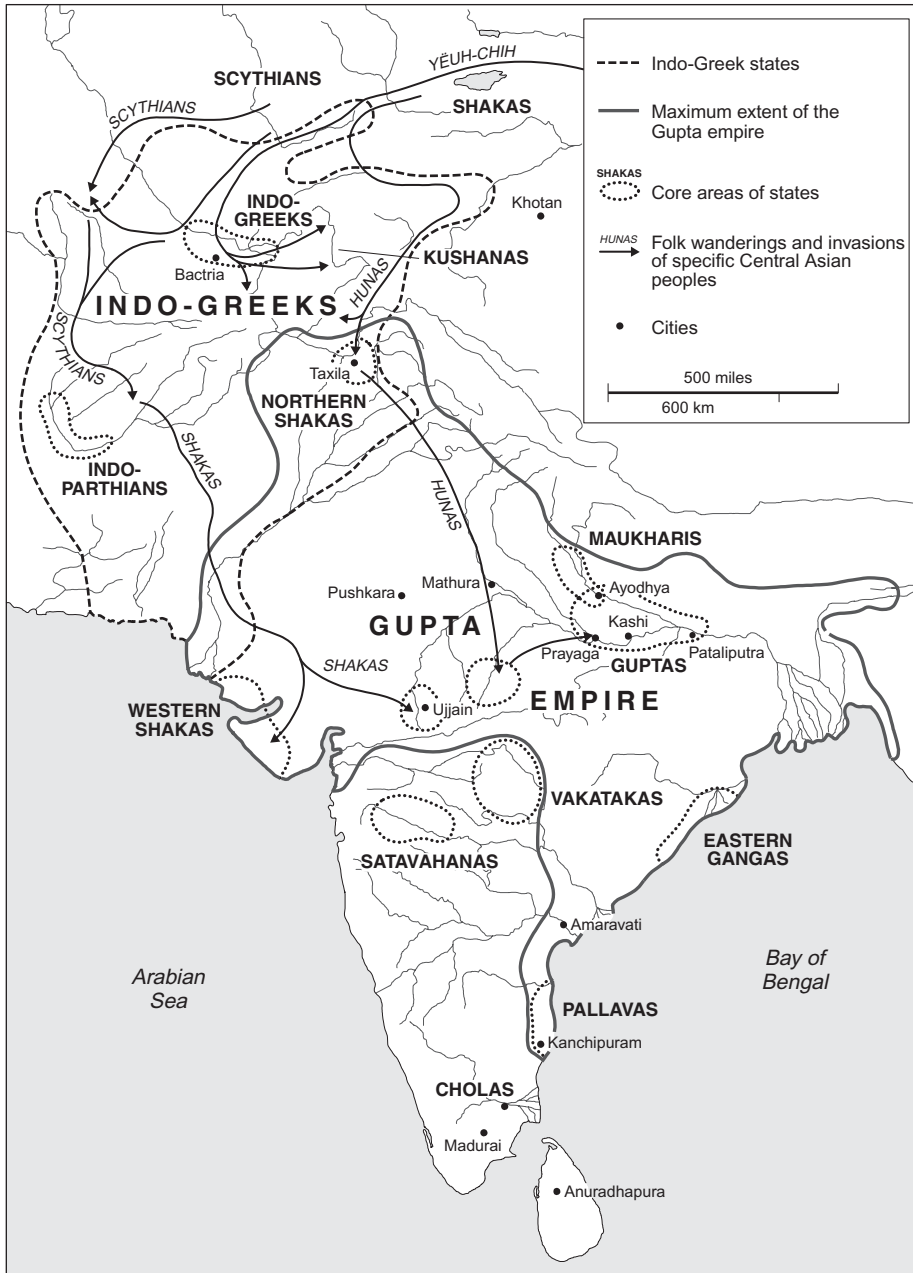 YËUH-CHIH
SCYTHIANS
SCYTHIANS
SHAKAS
INDO-
GREEKS
Khotan
KUSHANAS
Bactria
HUNAS
INDO-GREEKS
SCYTHIANS
Taxila
NORTHERN
SHAKAS
INDO-
PARTHIANS
SHAKAS
HUNAS
MAUKHARIS
Mathura
Ayodhya
Pushkara
Kashi
GUPTA
Prayaga
Pataliputra
GUPTAS
SHAKAS
EMPIRE
WESTERN
SHAKAS
Ujjain
VAKATAKAS
EASTERN
GANGAS
SATAVAHANAS
Amaravati
Arabian
Sea
Bay of
Bengal
PALLAVAS
Kanchipuram
CHOLAS
Madurai
Anuradhapura
Indo-Greek states
Maximum extent of the
Gupta empire
SHAKAS
Core areas of states
HUNAS
Folk wanderings and invasions
of specific Central Asian
peoples
Cities
500 miles
600 km